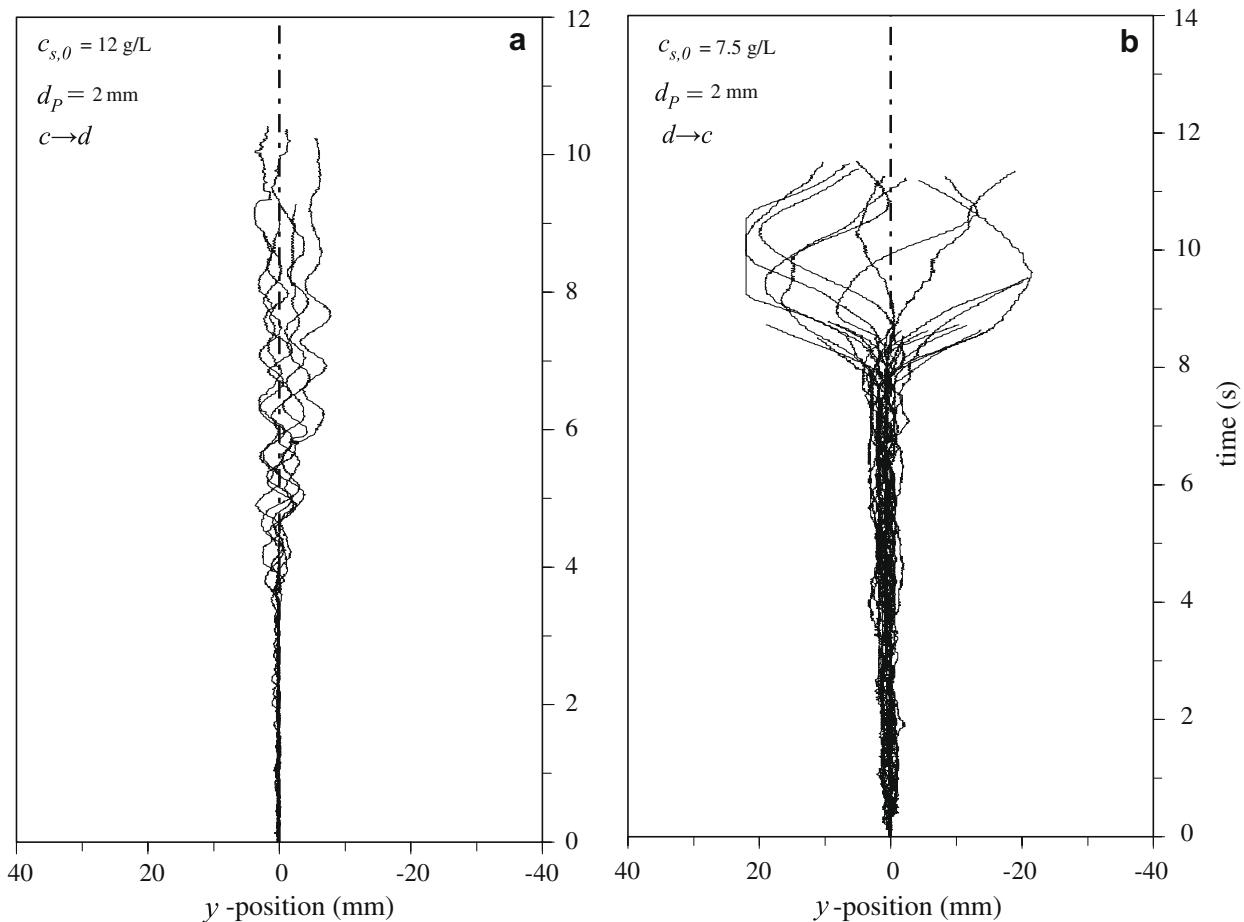 a
c_{s,0} = 12 g/L
d_P = 2 mm
c→d
12
10
8
6
4
2
0
40 20 0 -20 -40
y -position (mm)
b
c_{s,0} = 7.5 g/L
d_P = 2 mm
d→c
14
12
10
8
6
4
2
0
time (s)
40 20 0 -20 -40
y -position (mm)